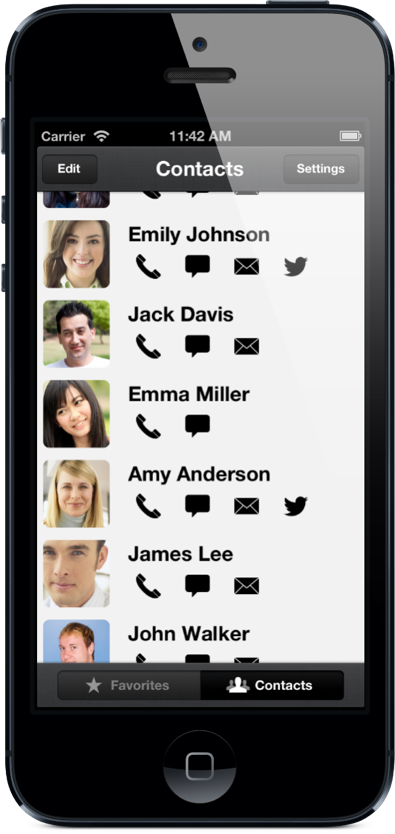 Carrier 11:42 AM
Edit Contacts Settings
Emily Johnson
Jack Davis
Emma Miller
Amy Anderson
James Lee
John Walker
Favorites Contacts